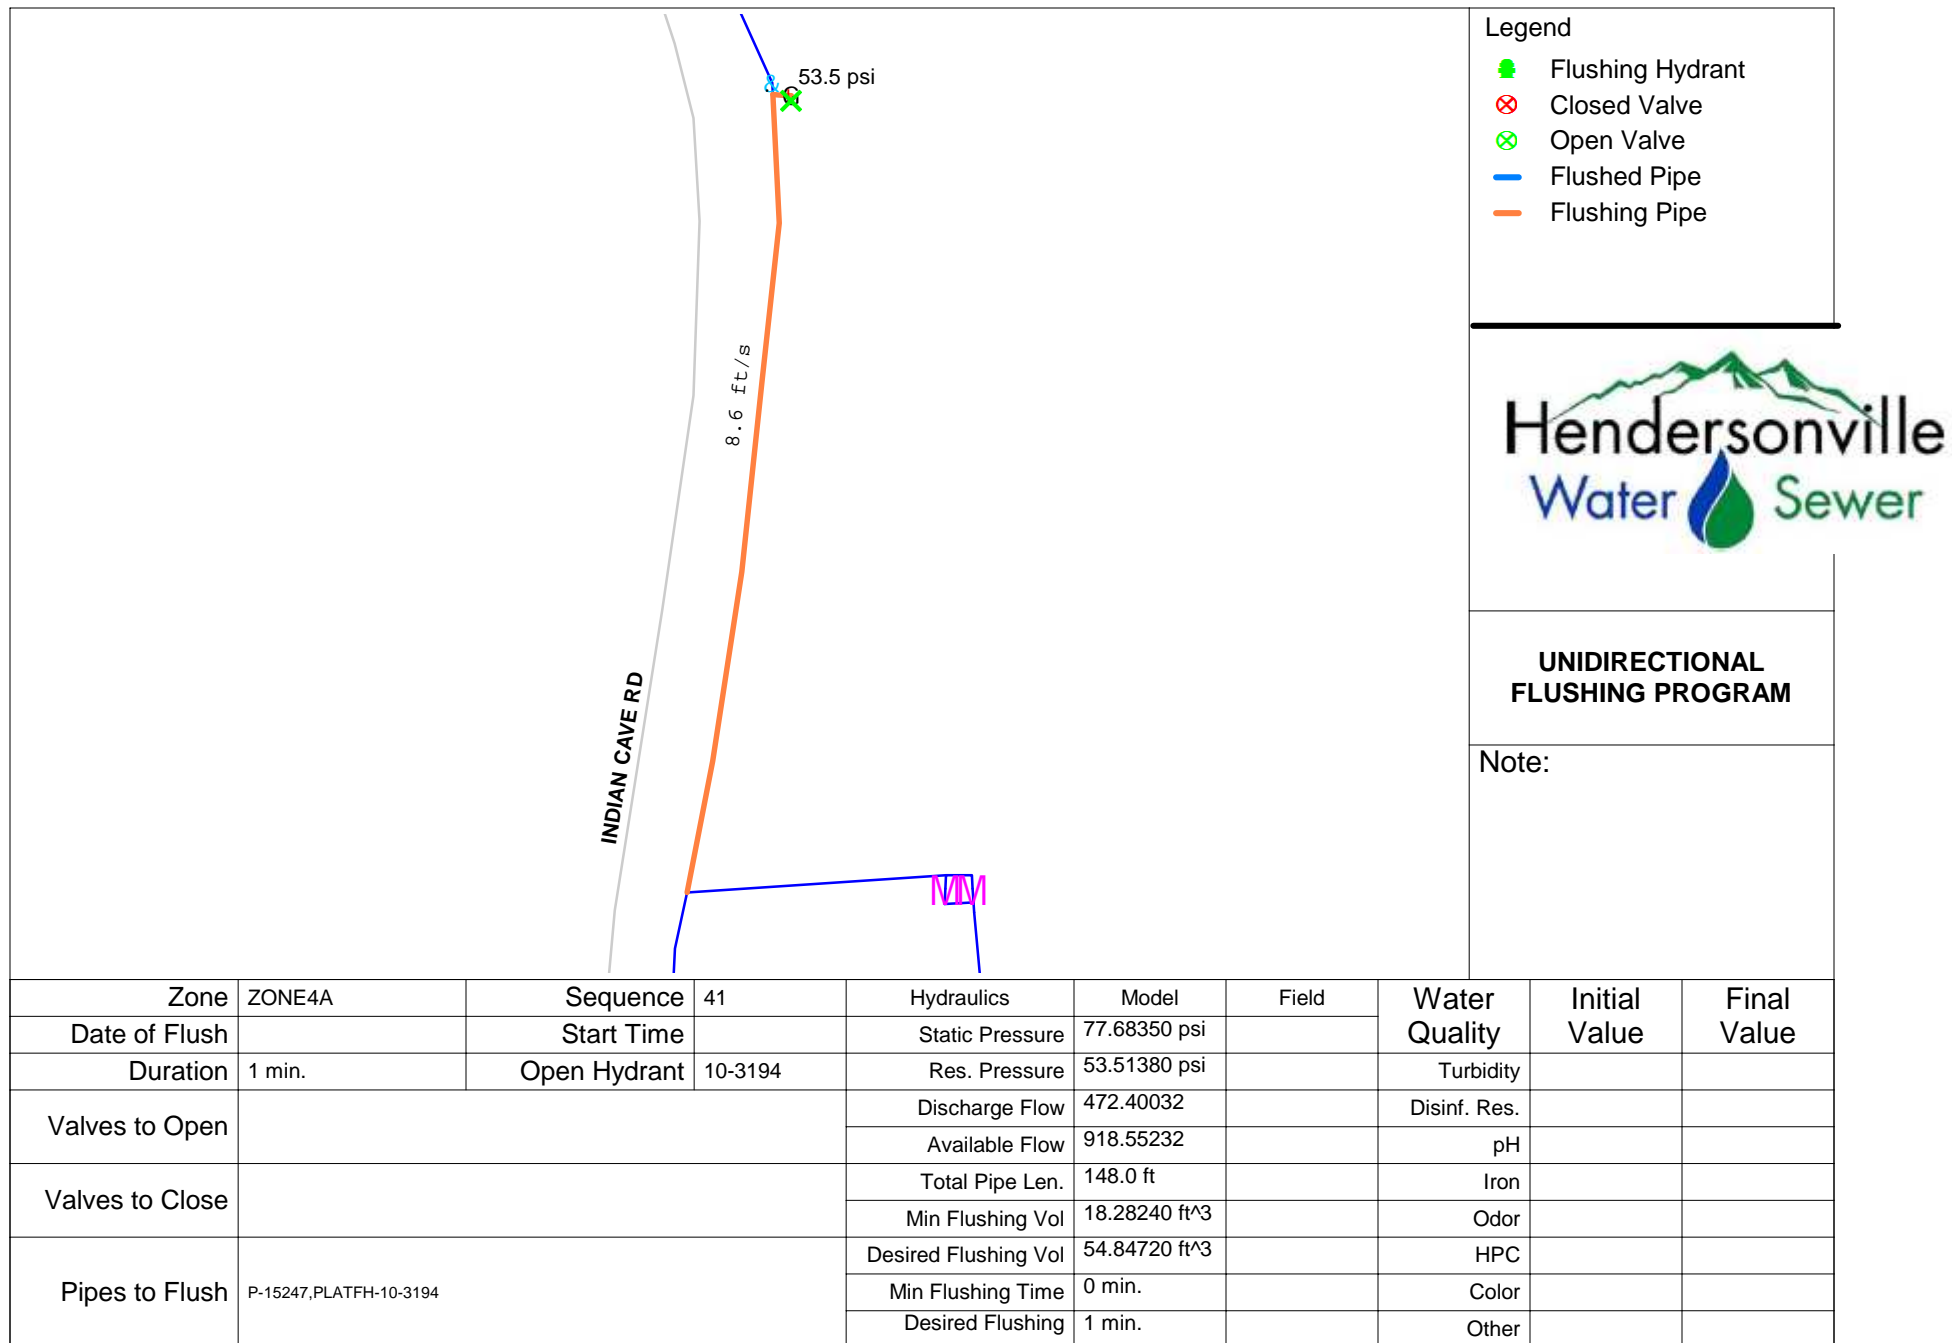 53.5 psi
8.6 ft/s
INDIAN CAVE RD
MM
Legend
Flushing Hydrant
Closed Valve
Open Valve
Flushed Pipe
Flushing Pipe
Hendersonville
Water Sewer
UNIDIRECTIONAL
FLUSHING PROGRAM
Note:
Zone ZONE4A Sequence 41 Hydraulics Model Field Water Quality Initial Value Final Value
Date of Flush Start Time Static Pressure 77.68350 psi
Duration 1 min. Open Hydrant 10-3194 Res. Pressure 53.51380 psi Turbidity
Valves to Open Discharge Flow 472.40032 Disinf. Res.
Available Flow 918.55232 pH
Valves to Close Total Pipe Len. 148.0 ft Iron
Min Flushing Vol 18.28240 ft^3 Odor
Pipes to Flush P-15247,PLATFH-10-3194 Desired Flushing Vol 54.84720 ft^3 HPC
Min Flushing Time 0 min. Color
Desired Flushing 1 min. Other